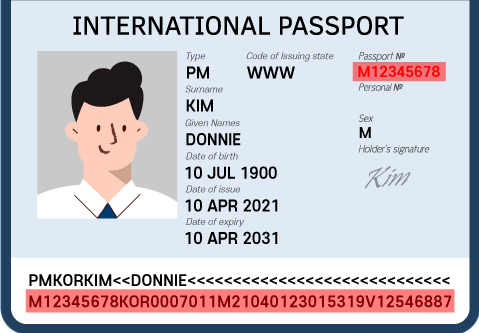 INTERNATIONAL PASSPORT
Type Code of Issuing state Passport №
PM WWW M12345678
Surname Personal №
KIM
Given Names Sex
DONNIE M
Date of birth Holder's signature
10 JUL 1900 Kim
Date of issue
10 APR 2021
Date of expiry
10 APR 2031
PMKORKIM<<DONNIE<<<<<<<<<<<<<<<<<<<<<<<<<<<<
M12345678KOR0007011M21040123015319V12546887